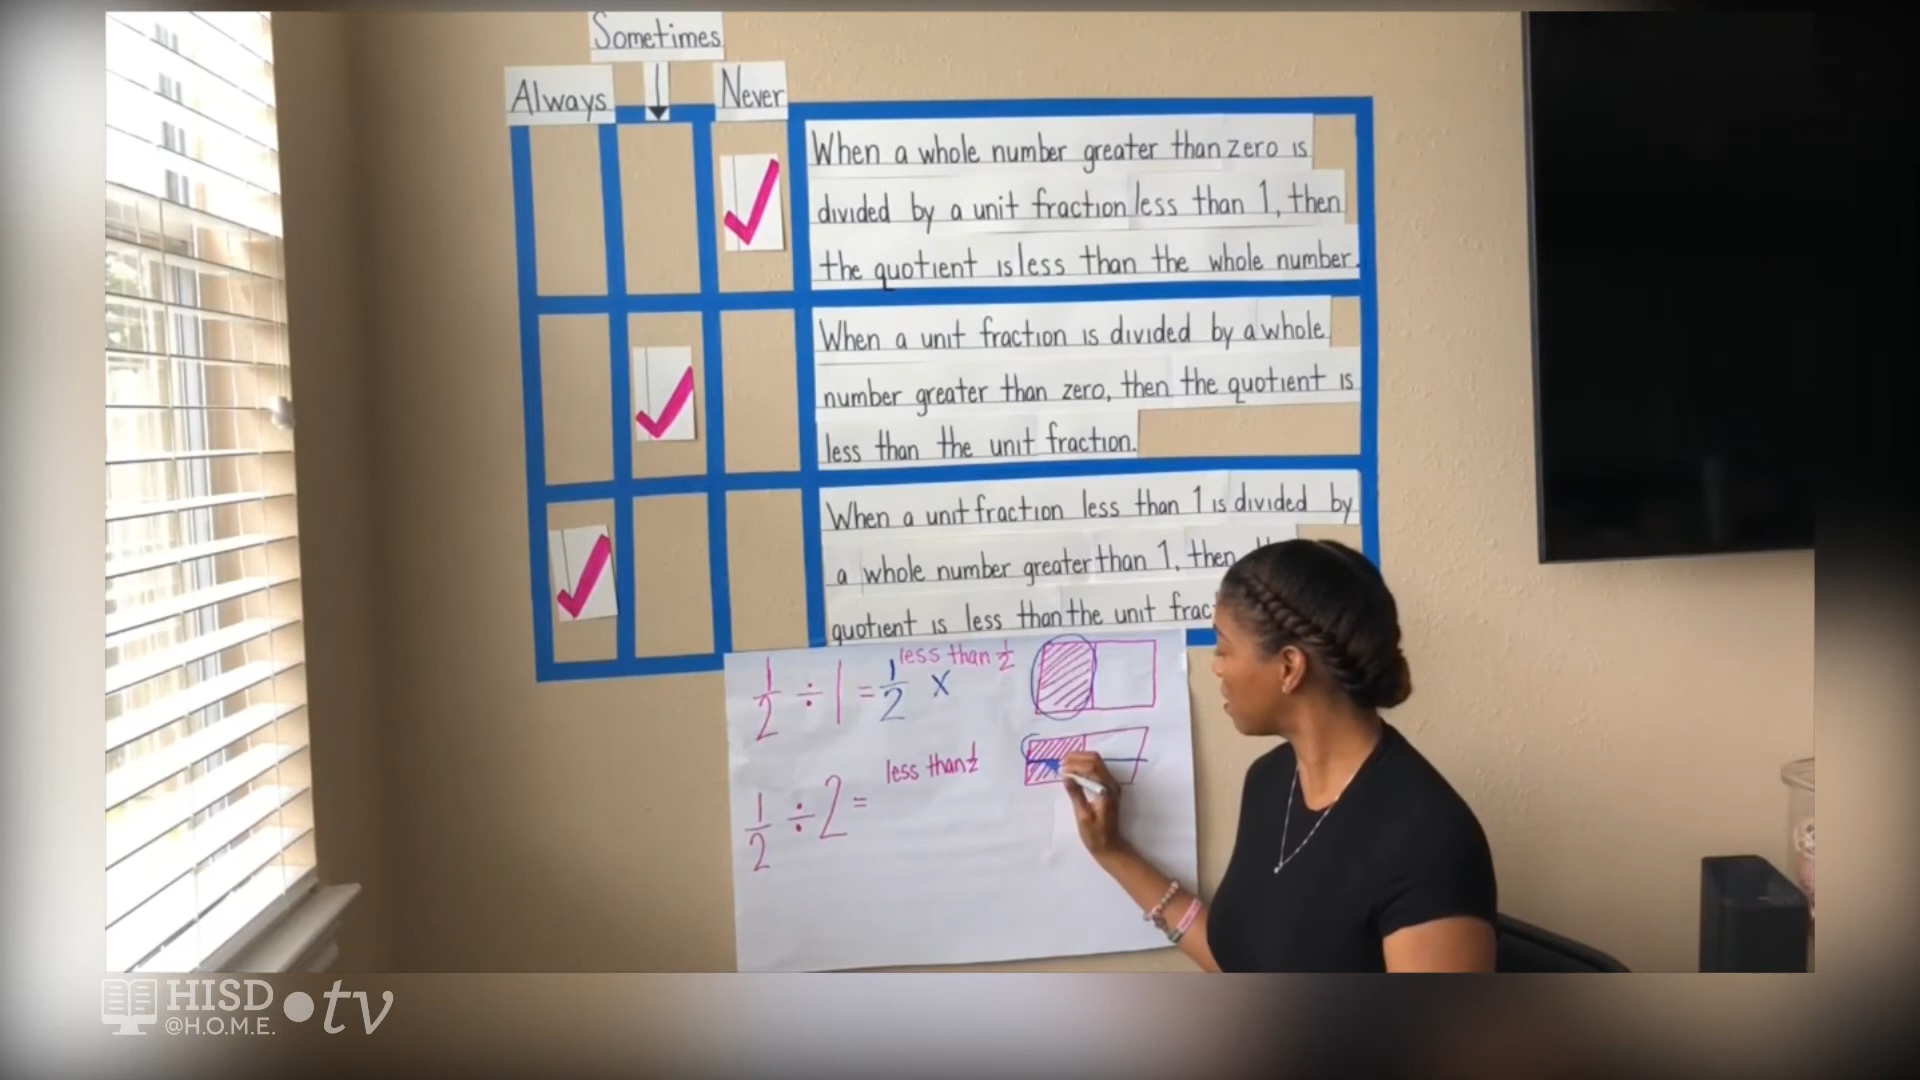 Sometimes
Always
Never
When a whole number greater than zero is
divided by a unit fraction less than 1, then
the quotient is less than the whole number.
When a unit fraction is divided by a whole
number greater than zero, then the quotient is
less than the unit fraction.
When a unit fraction less than 1 is divided by
a whole number greater than 1, then
quotient is less than the unit
less than 1/2
1/2 ÷ 1 = 1/2 X
less than 1/2
1/2 ÷ 2 =
HISD
@H.O.M.E.
•tv